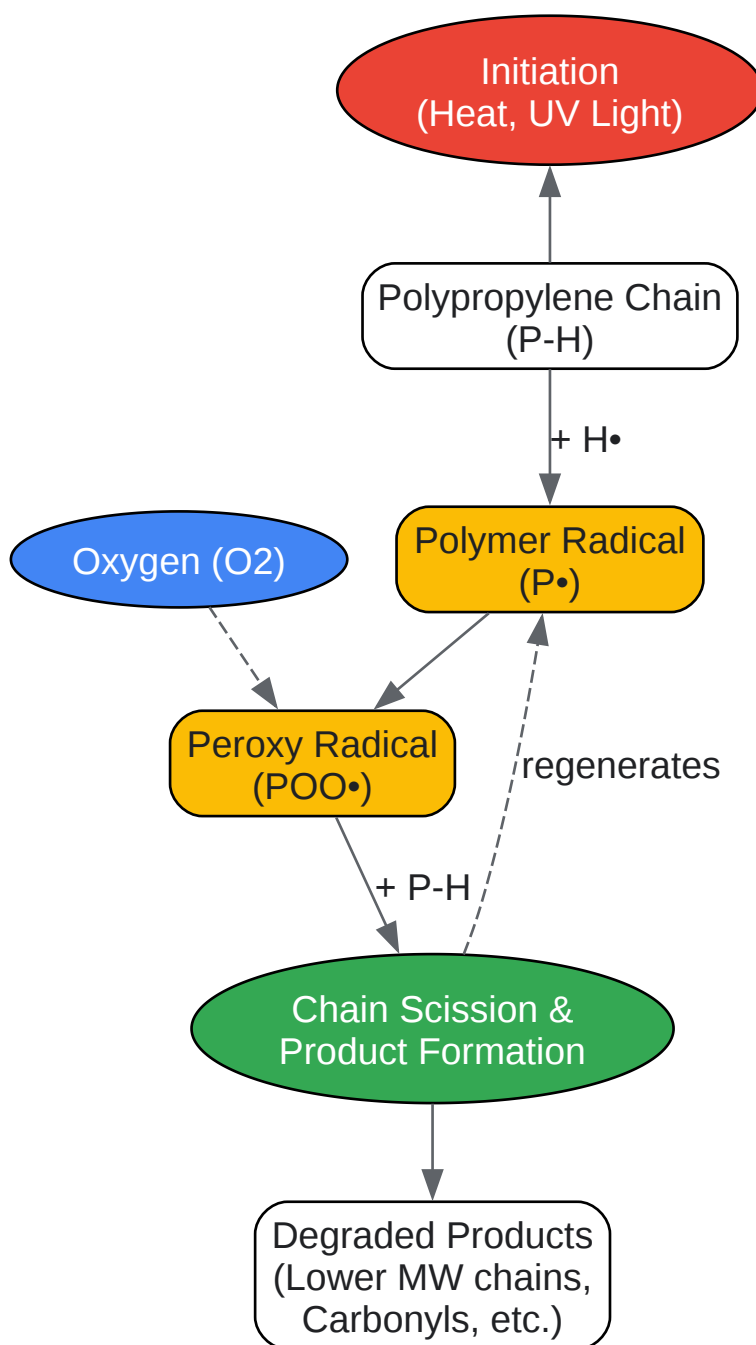 Initiation
(Heat, UV Light)
Polypropylene Chain
(P-H)
+ H•
Oxygen (O2)
Polymer Radical
(P•)
Peroxy Radical
(POO•)
regenerates
+ P-H
Chain Scission &
Product Formation
Degraded Products
(Lower MW chains,
Carbonyls, etc.)